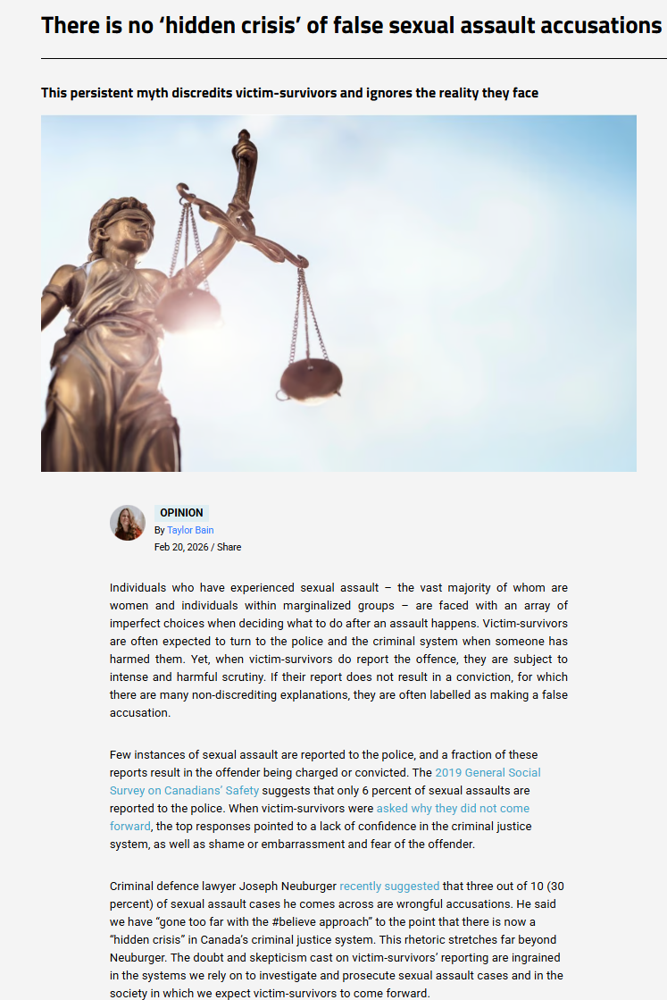 There is no ‘hidden crisis’ of false sexual assault accusations
This persistent myth discredits victim-survivors and ignores the reality they face
OPINION
By Taylor Bain
Feb 20, 2026 / Share
Individuals who have experienced sexual assault – the vast majority of whom are
women and individuals within marginalized groups – are faced with an array of
imperfect choices when deciding what to do after an assault happens. Victim-survivors
are often expected to turn to the police and the criminal system when someone has
harmed them. Yet, when victim-survivors do report the offence, they are subject to
intense and harmful scrutiny. If their report does not result in a conviction, for which
there are many non-discrediting explanations, they are often labelled as making a false
accusation.
Few instances of sexual assault are reported to the police, and a fraction of these
reports result in the offender being charged or convicted. The 2019 General Social
Survey on Canadians’ Safety suggests that only 6 percent of sexual assaults are
reported to the police. When victim-survivors were asked why they did not come
forward, the top responses pointed to a lack of confidence in the criminal justice
system, as well as shame or embarrassment and fear of the offender.
Criminal defence lawyer Joseph Neuburger recently suggested that three out of 10 (30
percent) of sexual assault cases he comes across are wrongful accusations. He said
we have “gone too far with the #believe approach” to the point that there is now a
“hidden crisis” in Canada’s criminal justice system. This rhetoric stretches far beyond
Neuburger. The doubt and skepticism cast on victim-survivors’ reporting are ingrained
in the systems we rely on to investigate and prosecute sexual assault cases and in the
society in which we expect victim-survivors to come forward.